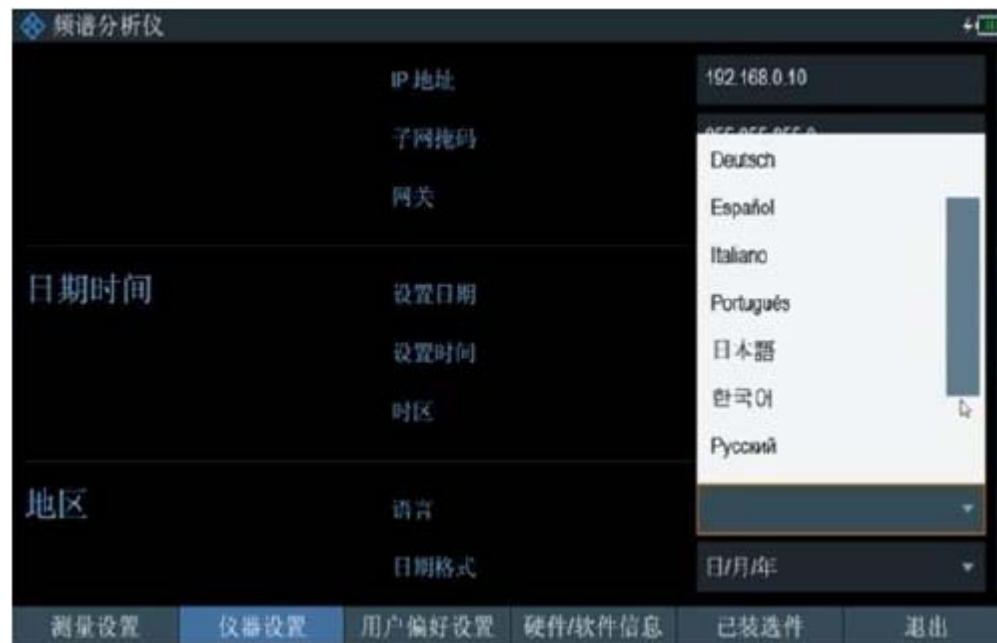 频谱分析仪
IP 地址
192.168.0.10
子网掩码
网关
Deutsch
Español
Italiano
Português
日本語
한국어
Русский
日期时间
设置日期
设置时间
时区
地区
语言
日期格式
日/月/年
测量设置
仪器设置
用户偏好设置
硬件/软件信息
已装选件
退出